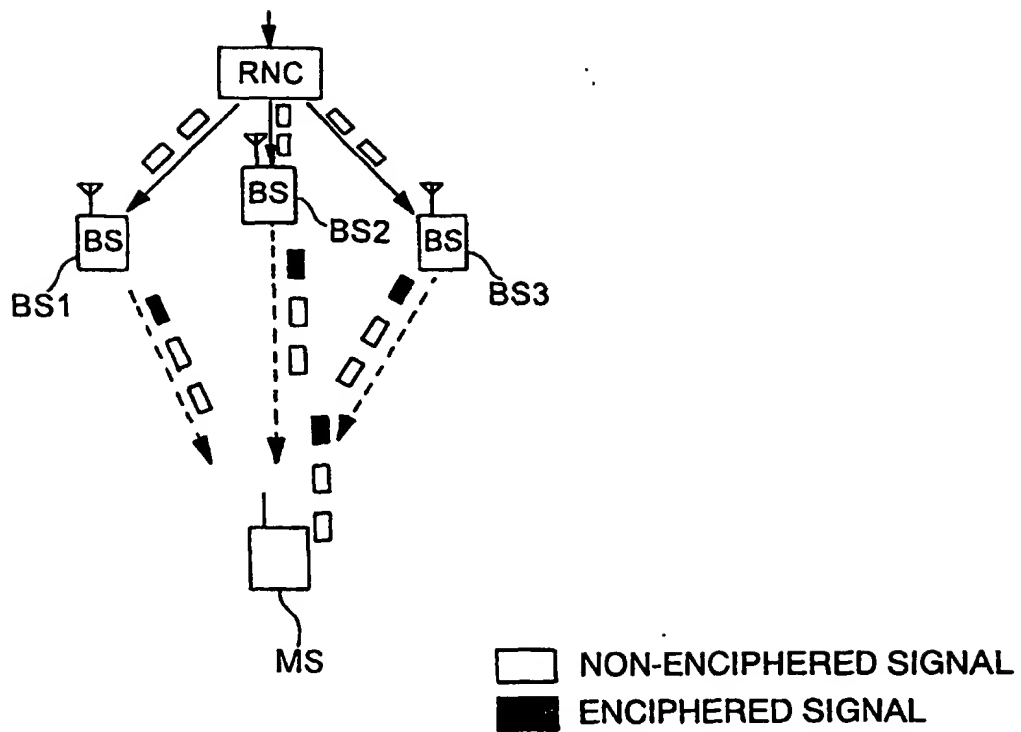 RNC
BS
BS2
BS
BS
BS1
BS3
MS
NON-ENCIPHERED SIGNAL
ENCIPHERED SIGNAL